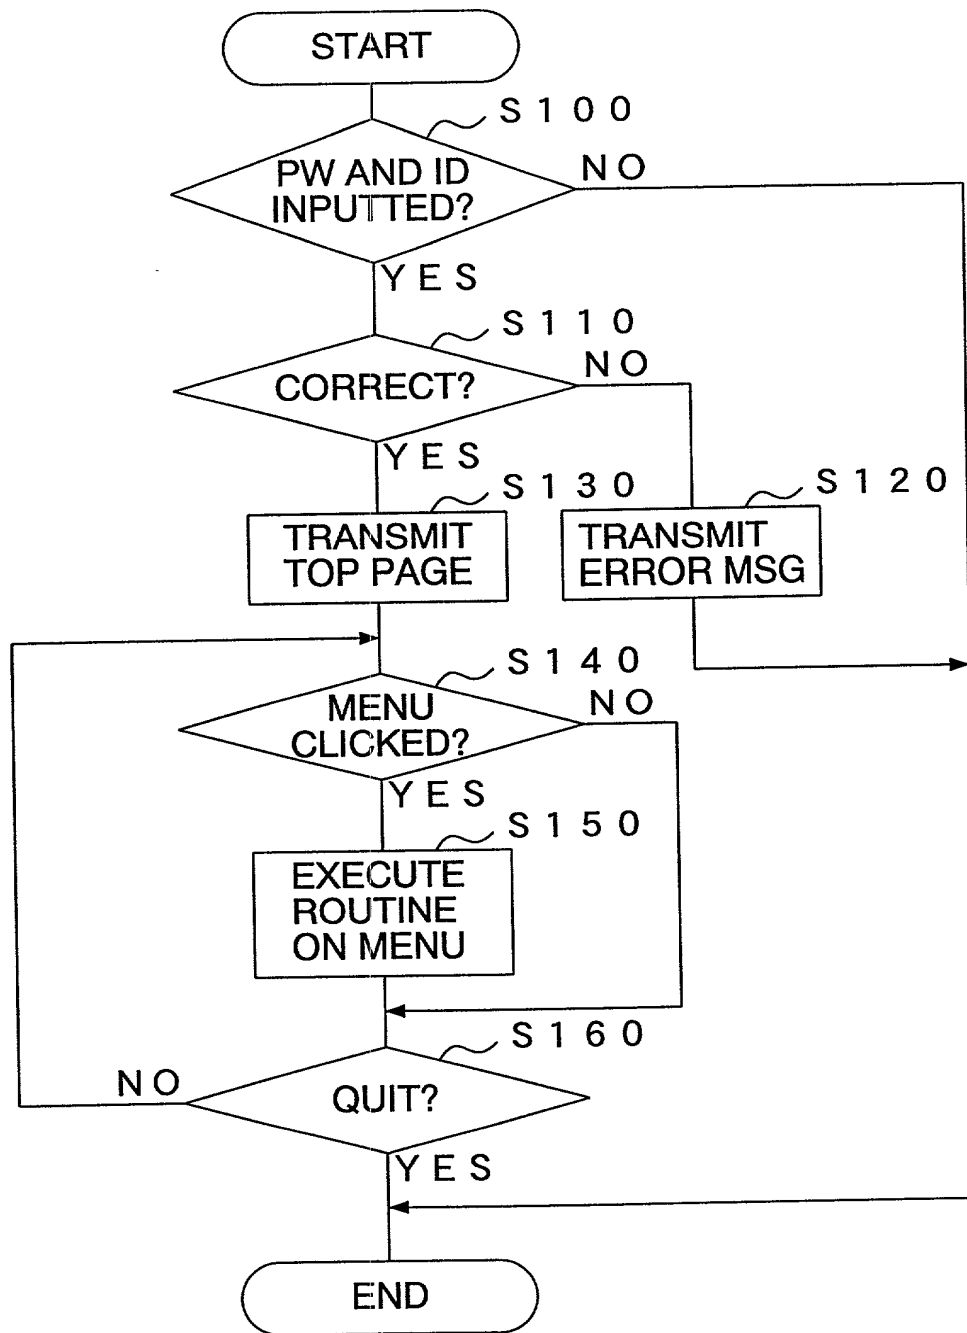 START
S100
PW AND ID
INPUTTED?
NO
YES
S110
CORRECT?
NO
YES
S130
TRANSMIT
TOP PAGE
S120
TRANSMIT
ERROR MSG
S140
MENU
CLICKED?
NO
YES
S150
EXECUTE
ROUTINE
ON MENU
S160
QUIT?
NO
YES
END